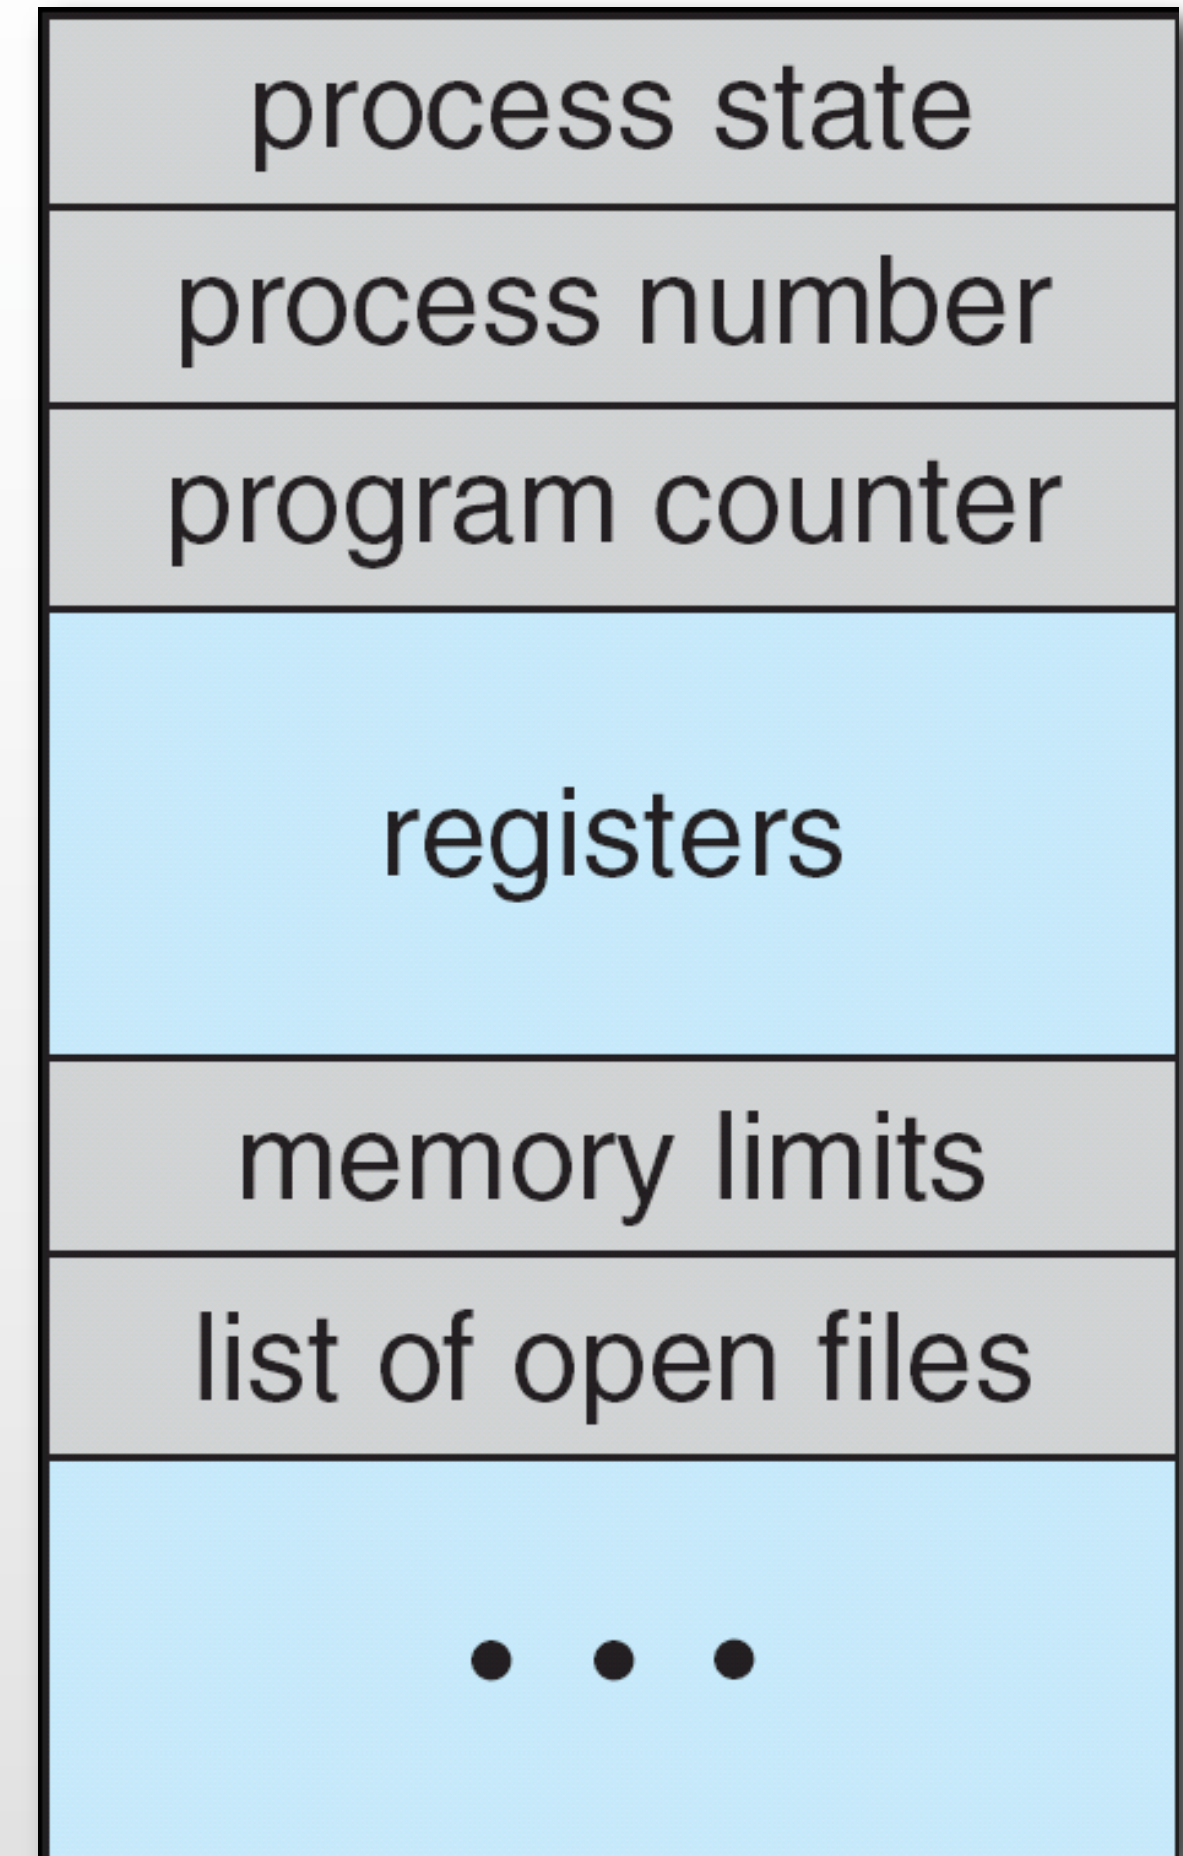 process state
process number
program counter
registers
memory limits
list of open files
• • •